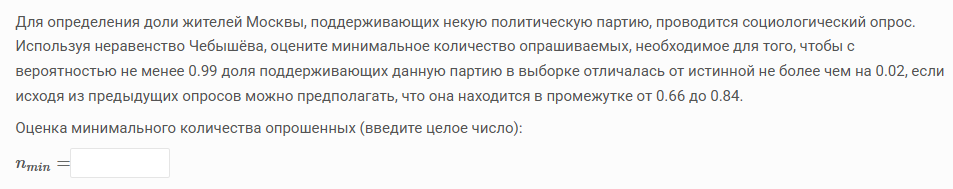 Для определения доли жителей Москвы, поддерживающих некую политическую партию, проводится социологический опрос.
Используя неравенство Чебышёва, оцените минимальное количество опрашиваемых, необходимое для того, чтобы с
вероятностью не менее 0.99 доля поддерживающих данную партию в выборке отличалась от истинной не более чем на 0.02, если
исходя из предыдущих опросов можно предполагать, что она находится в промежутке от 0.66 до 0.84.
Оценка минимального количества опрошенных (введите целое число):
n_{min} =